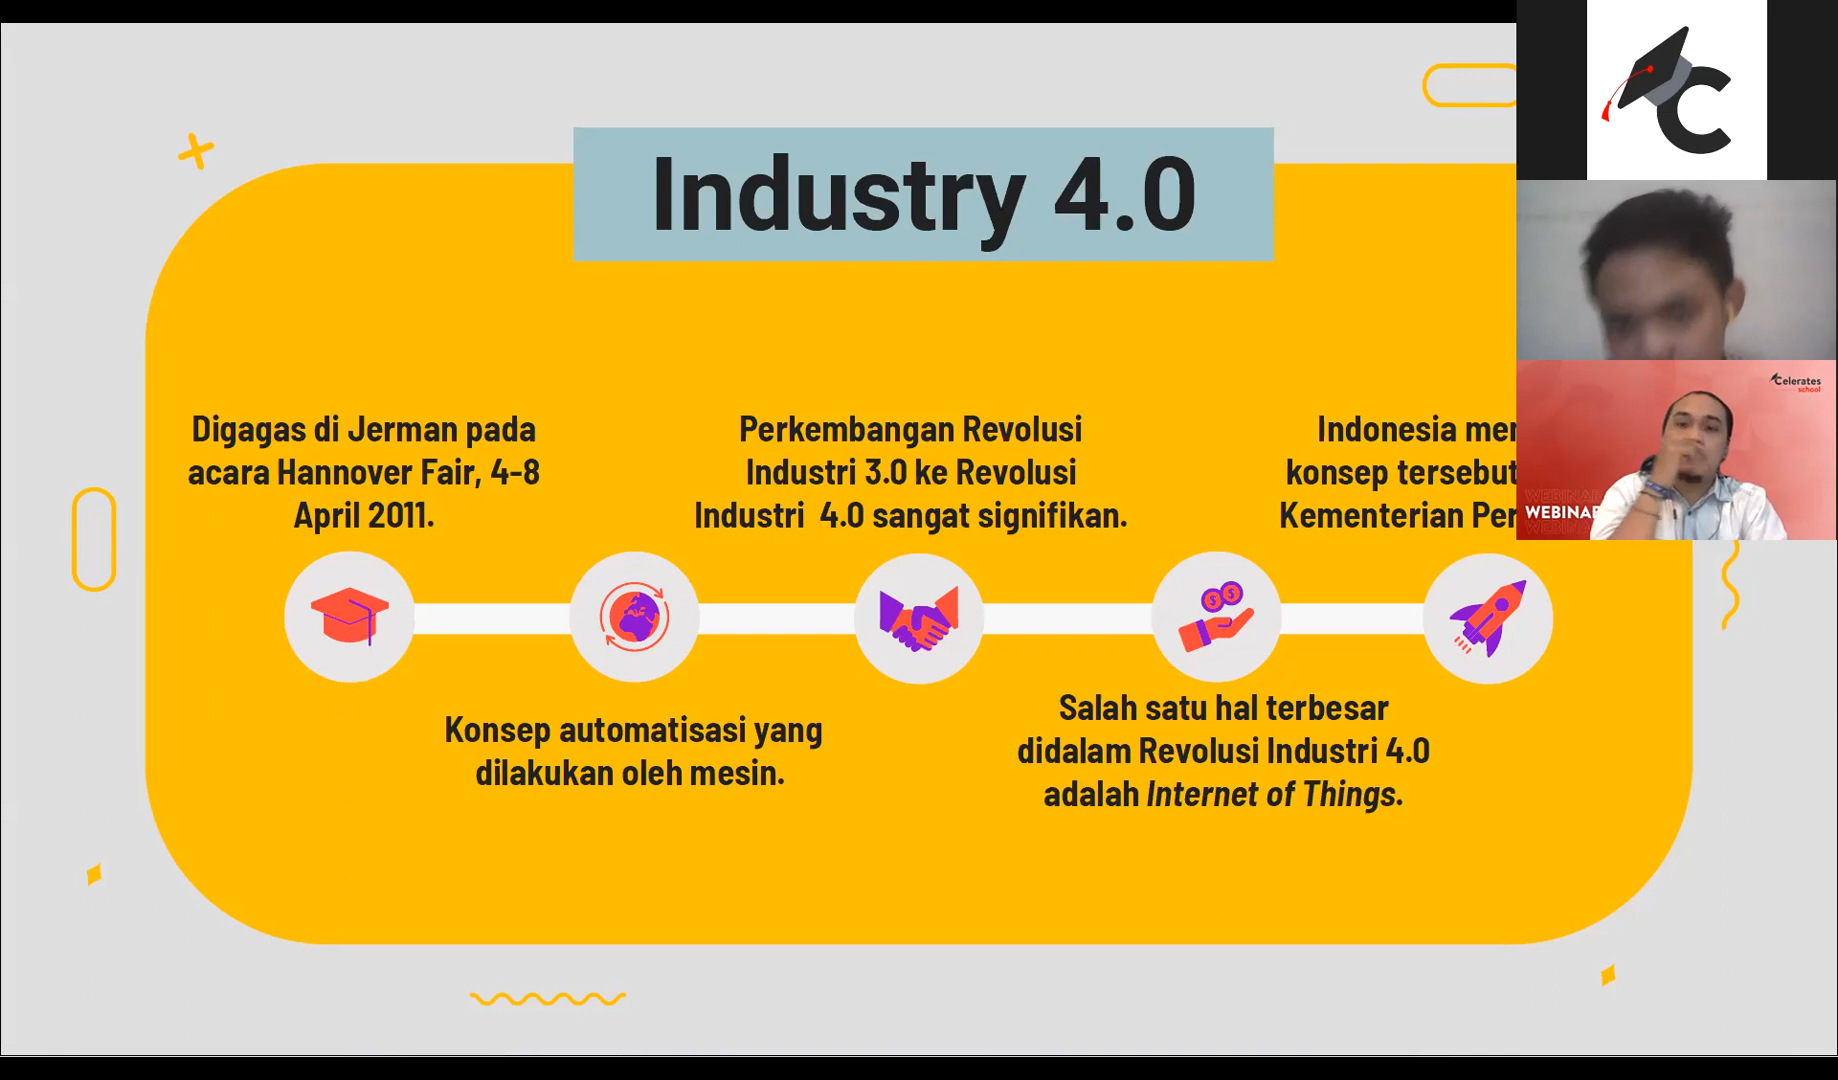 Industry 4.0
Digagas di Jerman pada
acara Hannover Fair, 4-8
April 2011.
Perkembangan Revolusi
Industri 3.0 ke Revolusi
Industri 4.0 sangat signifikan.
Indonesia
konsep tersebut
Kementerian
Konsep automatisasi yang
dilakukan oleh mesin.
Salah satu hal terbesar
didalam Revolusi Industri 4.0
adalah Internet of Things.
C
Celerates
school
WEBINAR